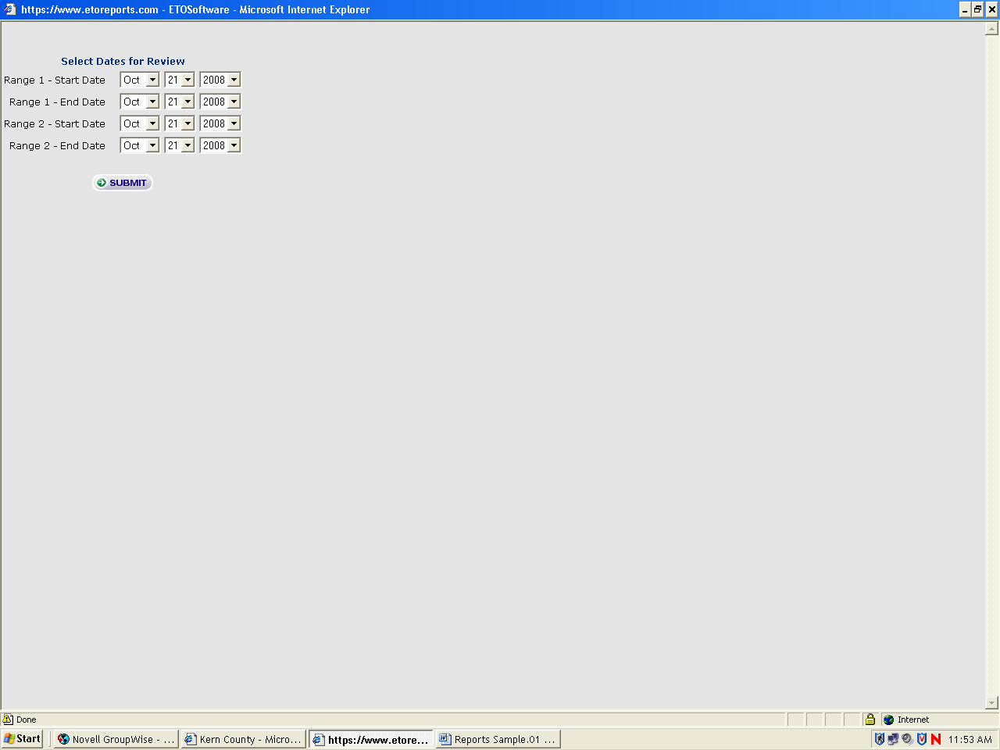 https://www.etoreports.com - ETOSoftware - Microsoft Internet Explorer
Select Dates for Review
Range 1 - Start Date Oct 21 2008
Range 1 - End Date Oct 21 2008
Range 2 - Start Date Oct 21 2008
Range 2 - End Date Oct 21 2008
SUBMIT
Done Internet
Start Novell GroupWise - ... Kern County - Micro... https://www.etore... Reports Sample.01 ... 11:53 AM